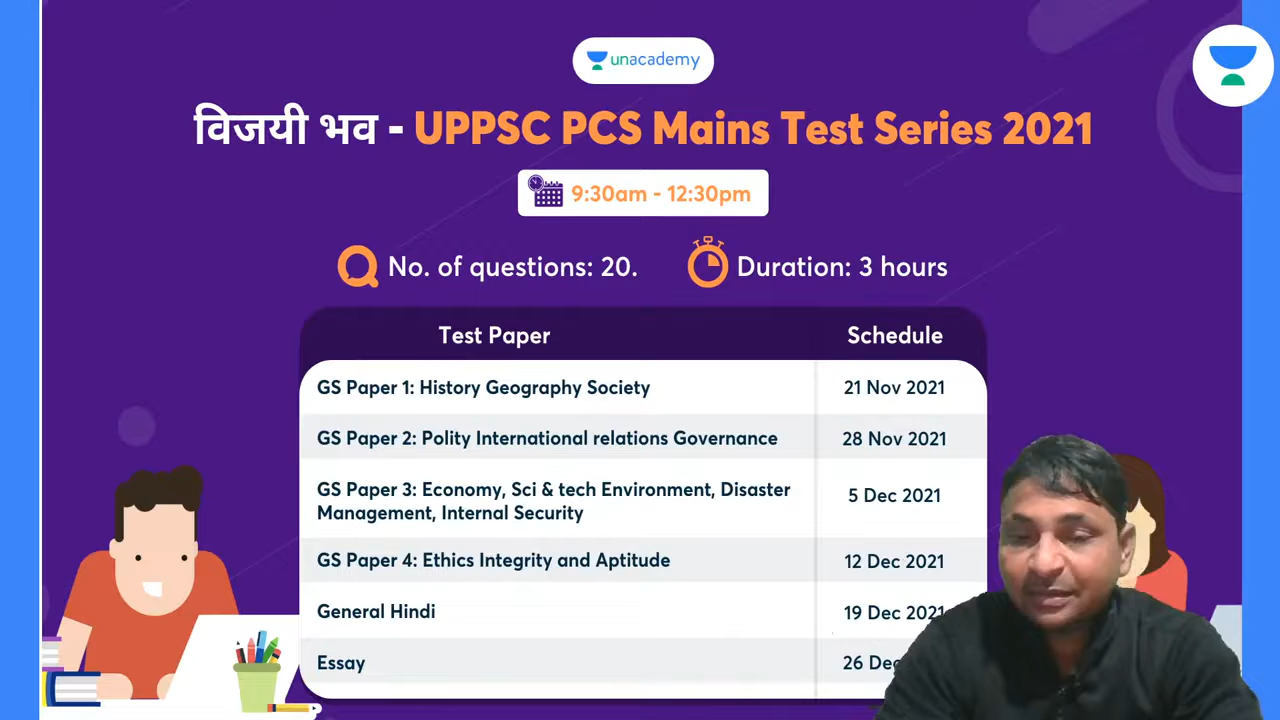 unacademy
विजयी भव - UPPSC PCS Mains Test Series 2021
9:30am - 12:30pm
No. of questions: 20. Duration: 3 hours
Test Paper Schedule
GS Paper 1: History Geography Society 21 Nov 2021
GS Paper 2: Polity International relations Governance 28 Nov 2021
GS Paper 3: Economy, Sci & tech Environment, Disaster
Management, Internal Security 5 Dec 2021
GS Paper 4: Ethics Integrity and Aptitude 12 Dec 2021
General Hindi 19 Dec 2021
Essay 26